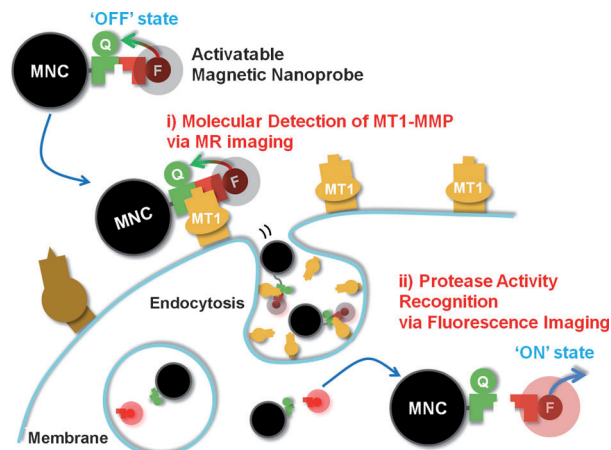 'OFF' state
Q
MNC
F
Activatable
Magnetic Nanoprobe
i) Molecular Detection of MT1-MMP
via MR imaging
Q
F
MNC
MT1
MT1
MT1
Endocytosis
ii) Protease Activity
Recognition
via Fluorescence Imaging
'ON' state
Q
MNC
F
Membrane